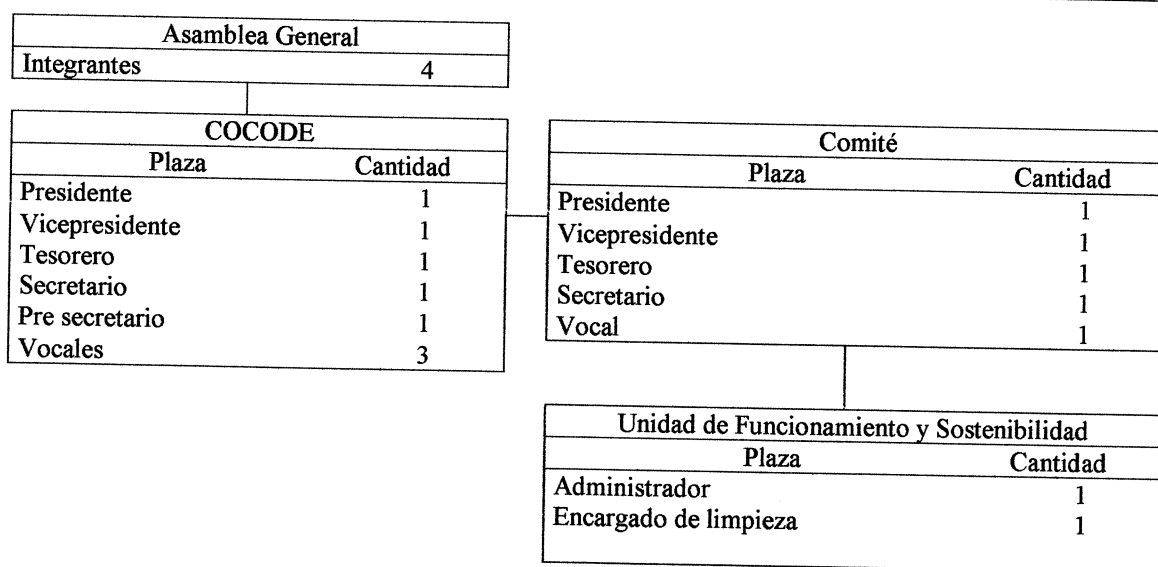 Asamblea General
Integrantes 4
COCODE
Plaza Cantidad
Presidente 1
Vicepresidente 1
Tesorero 1
Secretario 1
Pre secretario 1
Vocales 3
Comité
Plaza Cantidad
Presidente 1
Vicepresidente 1
Tesorero 1
Secretario 1
Vocal 1
Unidad de Funcionamiento y Sostenibilidad
Plaza Cantidad
Administrador 1
Encargado de limpieza 1